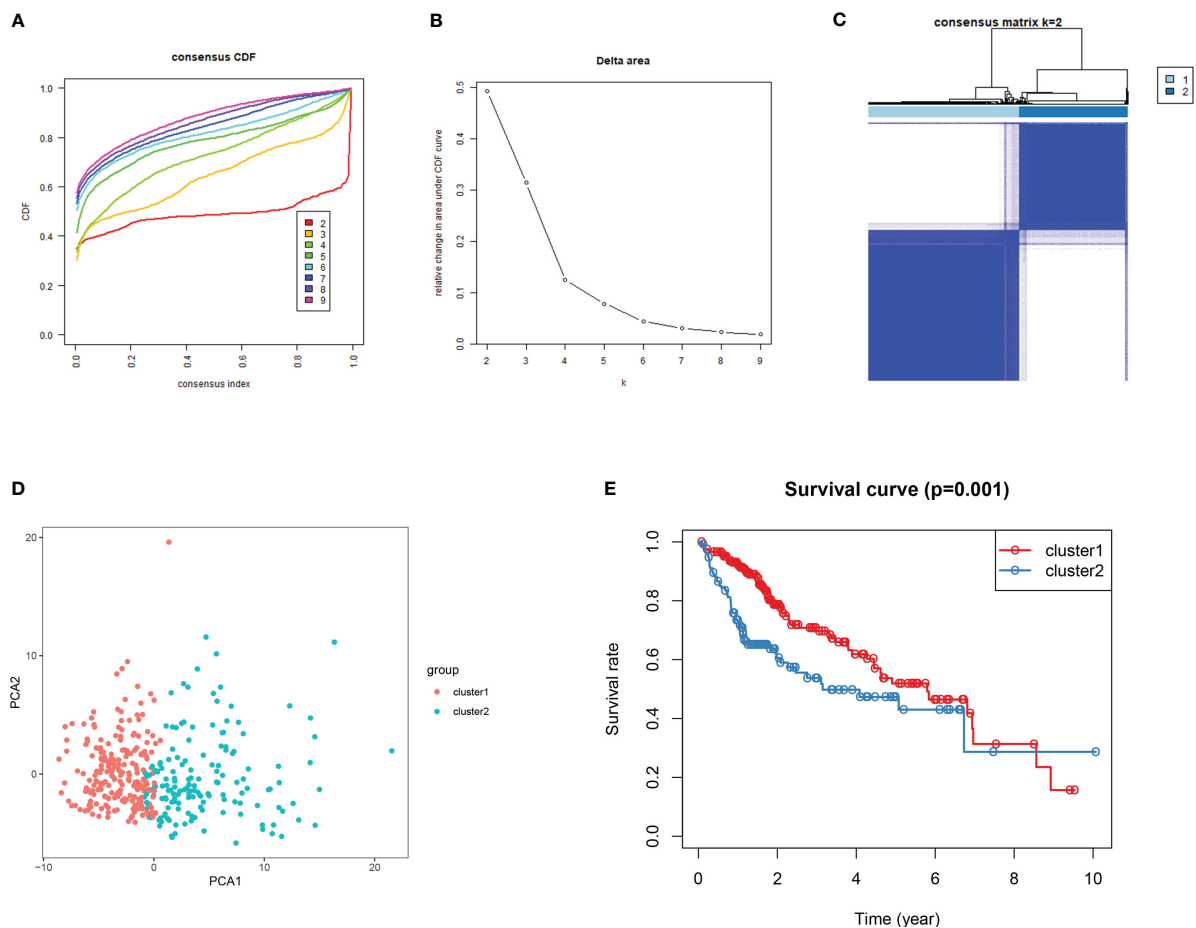 A
consensus CDF
CDF
0.0
0.2
0.4
0.6
0.8
1.0
0.0
0.2
0.4
0.6
0.8
1.0
consensus index
2
3
4
5
6
7
8
9
B
Delta area
relative change in area under CDF curve
0.0
0.1
0.2
0.3
0.4
0.5
2
3
4
5
6
7
8
9
k
C
consensus matrix k=2
1
2
D
PCA2
20
10
0
−10
0
10
20
PCA1
group
cluster1
cluster2
E
Survival curve (p=0.001)
Survival rate
0.0
0.2
0.4
0.6
0.8
1.0
0
2
4
6
8
10
Time (year)
cluster1
cluster2